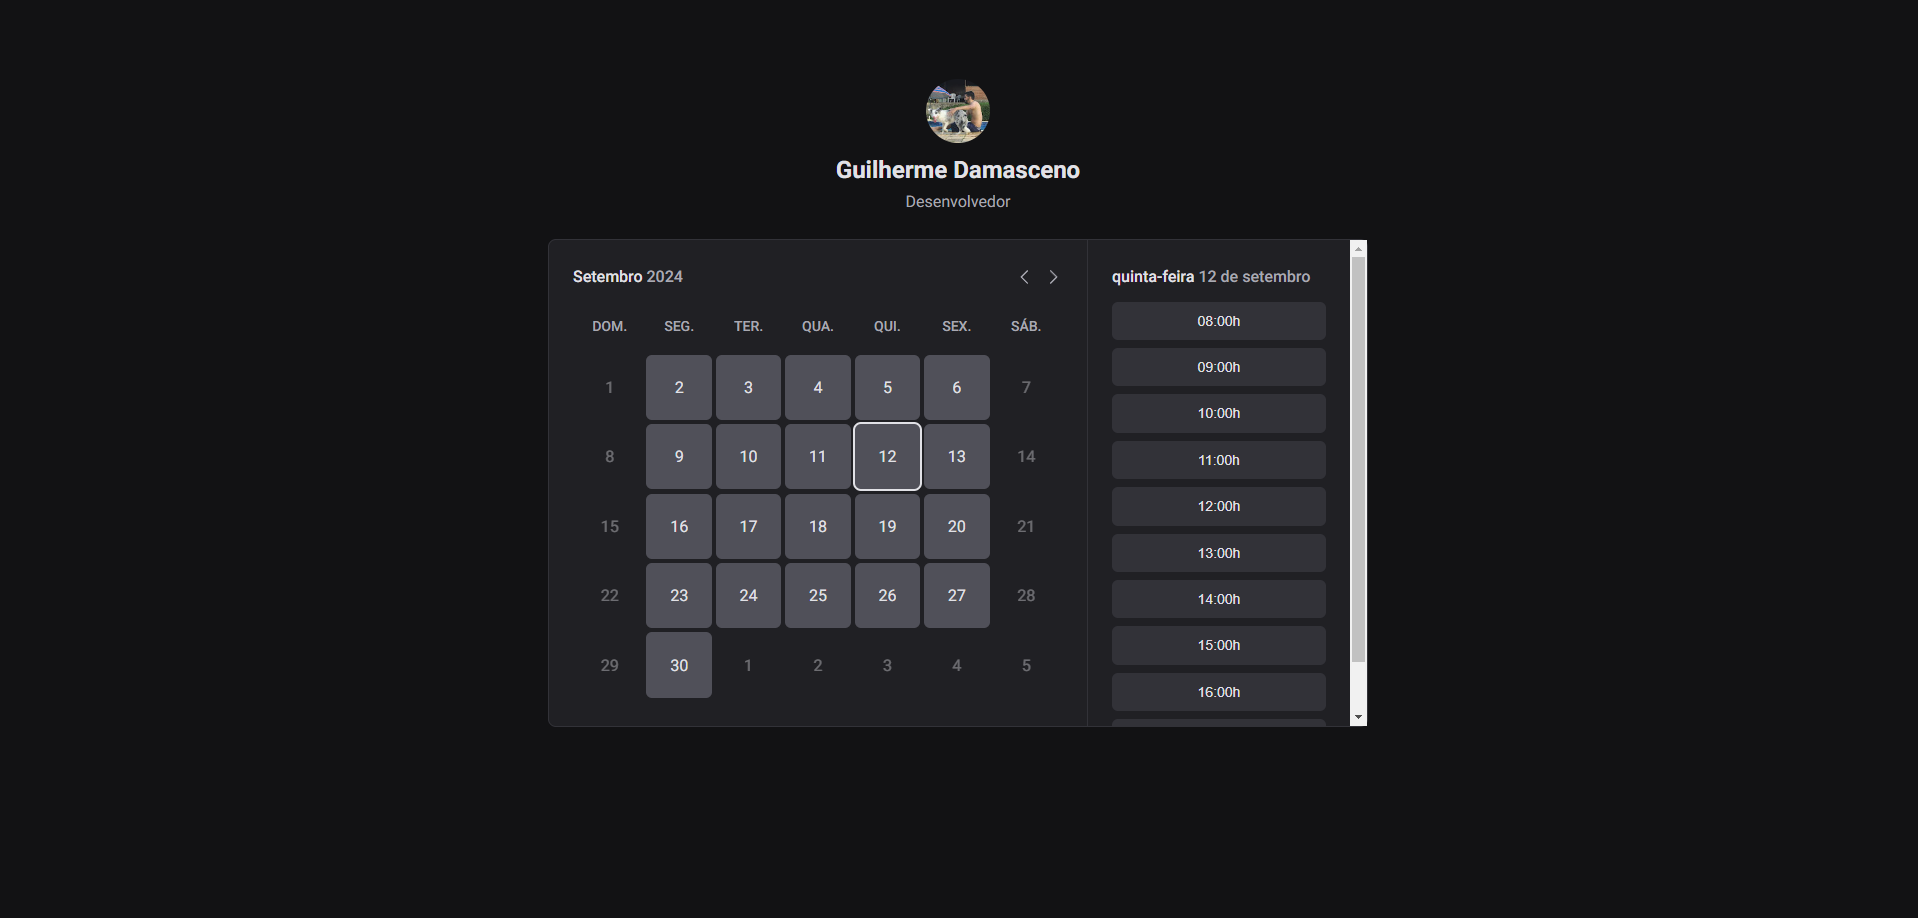 Guilherme Damasceno
Desenvolvedor
Setembro 2024
DOM. SEG. TER. QUA. QUI. SEX. SÁB.
1 2 3 4 5 6 7
8 9 10 11 12 13 14
15 16 17 18 19 20 21
22 23 24 25 26 27 28
29 30 1 2 3 4 5
quinta-feira 12 de setembro
08:00h
09:00h
10:00h
11:00h
12:00h
13:00h
14:00h
15:00h
16:00h